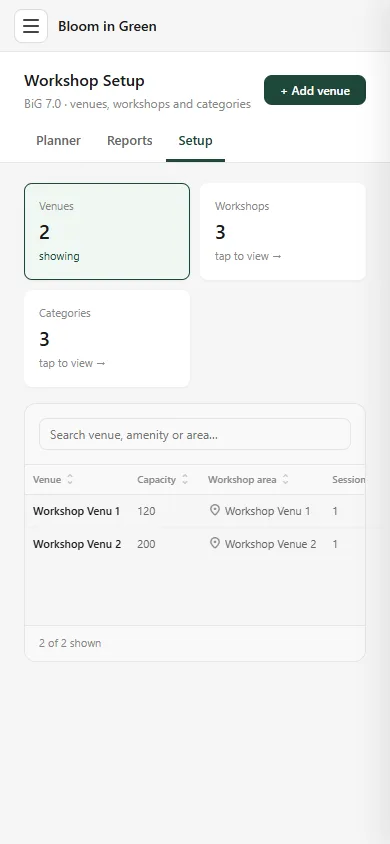 Bloom in Green
Workshop Setup
BiG 7.0 · venues, workshops and categories
+ Add venue
Planner Reports Setup
Venues
2
showing
Workshops
3
tap to view →
Categories
3
tap to view →
Search venue, amenity or area...
Venue Capacity Workshop area Session
Workshop Venu 1 120 Workshop Venu 1 1
Workshop Venu 2 200 Workshop Venue 2 1
2 of 2 shown